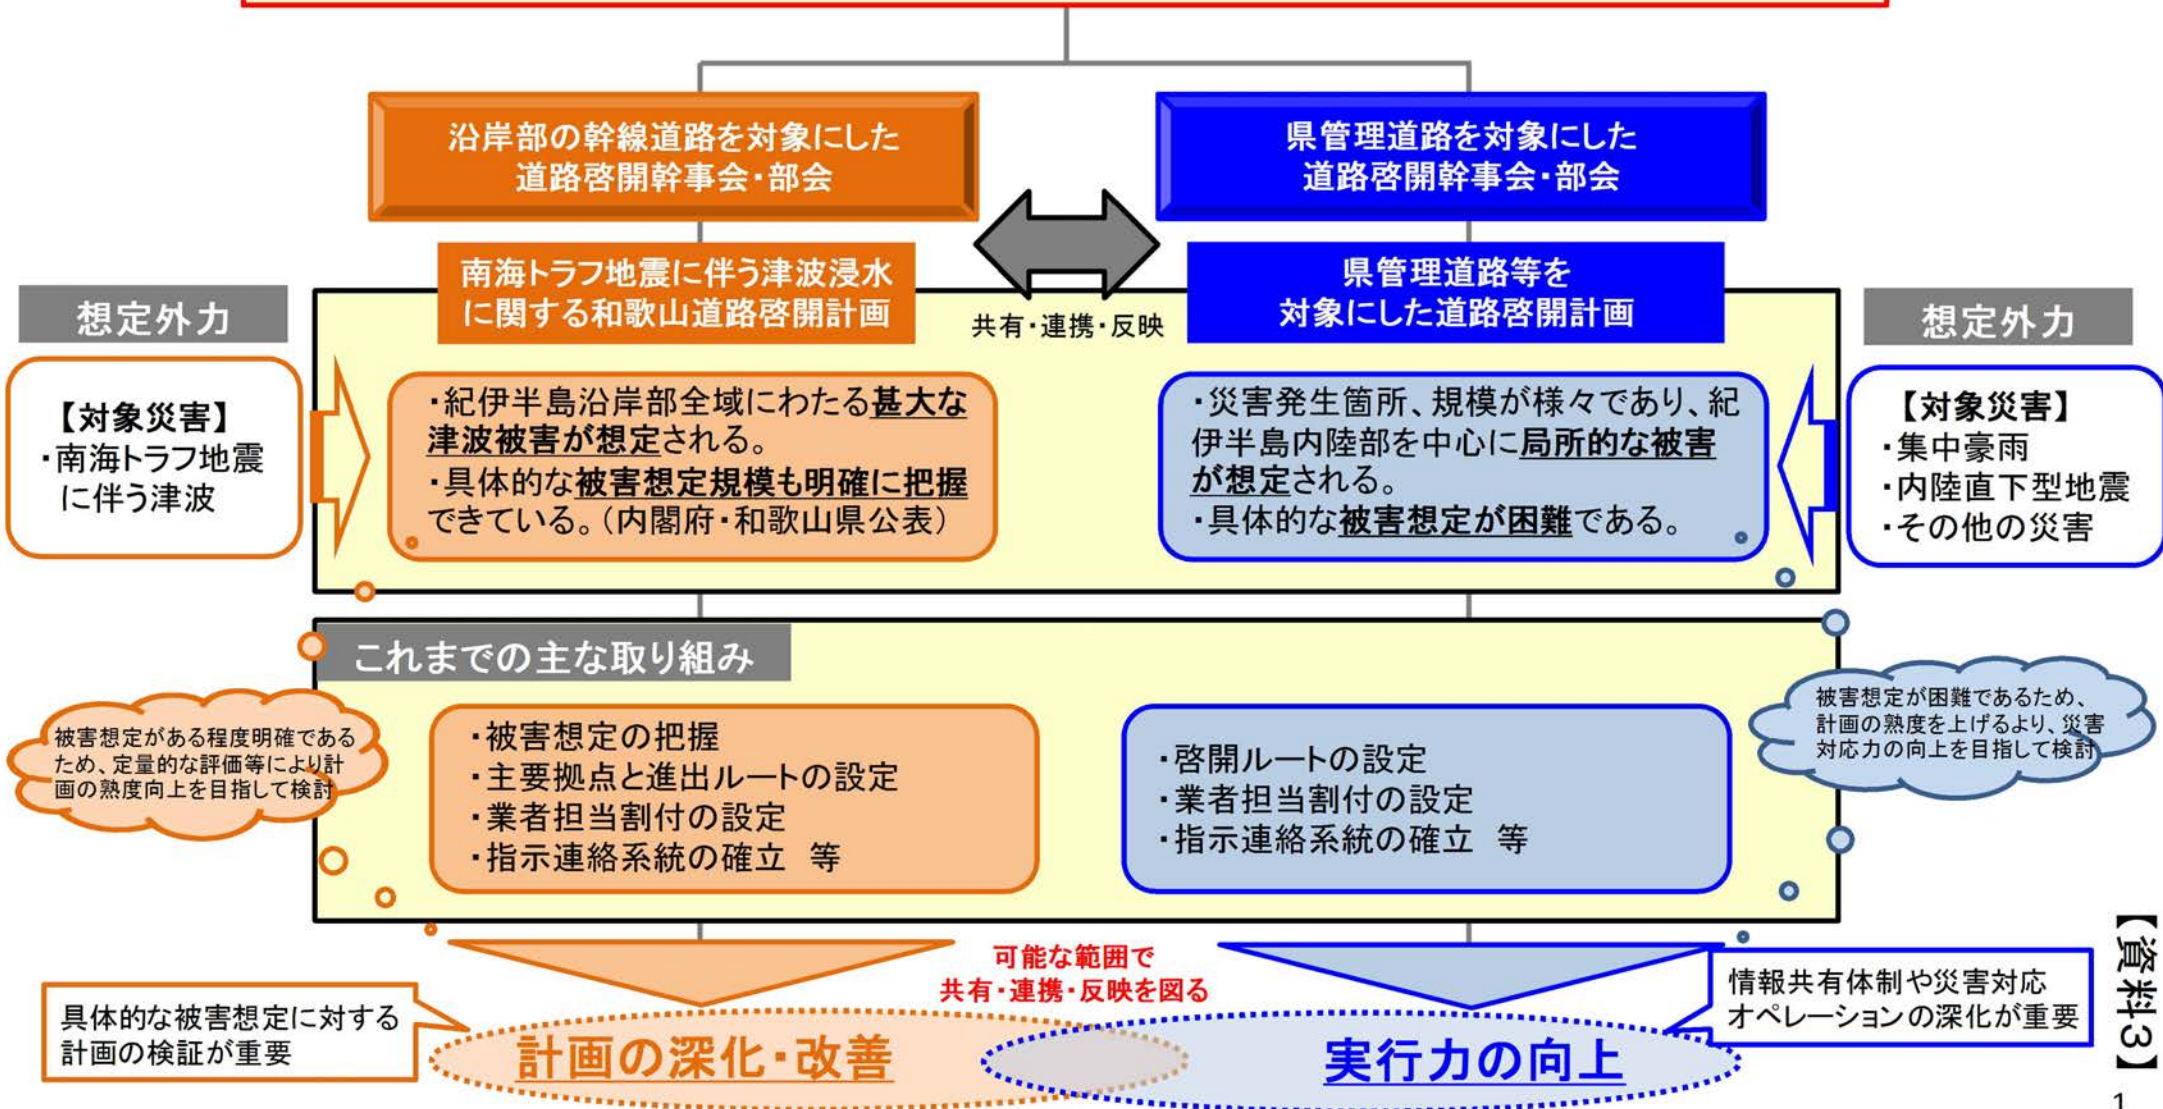 沿岸部の幹線道路を対象にした
道路啓開幹事会・部会
県管理道路を対象にした
道路啓開幹事会・部会
南海トラフ地震に伴う津波浸水
に関する和歌山道路啓開計画
共有・連携・反映
県管理道路等を
対象にした道路啓開計画
想定外力
【対象災害】
・南海トラフ地震
に伴う津波
・紀伊半島沿岸部全域にわたる甚大な
津波被害が想定される。
・具体的な被害想定規模も明確に把握
できている。（内閣府・和歌山県公表）
・災害発生箇所、規模が様々であり、紀
伊半島内陸部を中心に局所的な被害
が想定される。
・具体的な被害想定が困難である。
想定外力
【対象災害】
・集中豪雨
・内陸直下型地震
・その他の災害
これまでの主な取り組み
被害想定がある程度明確である
ため、定量的な評価等により計
画の熟度向上を目指して検討
・被害想定の把握
・主要拠点と進出ルートの設定
・業者担当割付の設定
・指示連絡系統の確立　等
・啓開ルートの設定
・業者担当割付の設定
・指示連絡系統の確立　等
被害想定が困難であるため、
計画の熟度を上げるより、災害
対応力の向上を目指して検討
可能な範囲で
共有・連携・反映を図る
具体的な被害想定に対する
計画の検証が重要
計画の深化・改善
実行力の向上
情報共有体制や災害対応
オペレーションの深化が重要
【資料3】
1